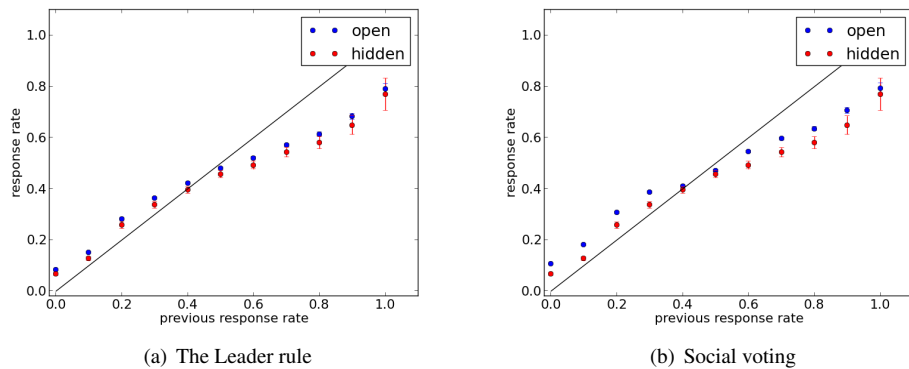 open
hidden
1.0
0.8
0.6
0.4
0.2
0.0
response rate
0.0 0.2 0.4 0.6 0.8 1.0
previous response rate
(a) The Leader rule
open
hidden
1.0
0.8
0.6
0.4
0.2
0.0
response rate
0.0 0.2 0.4 0.6 0.8 1.0
previous response rate
(b) Social voting